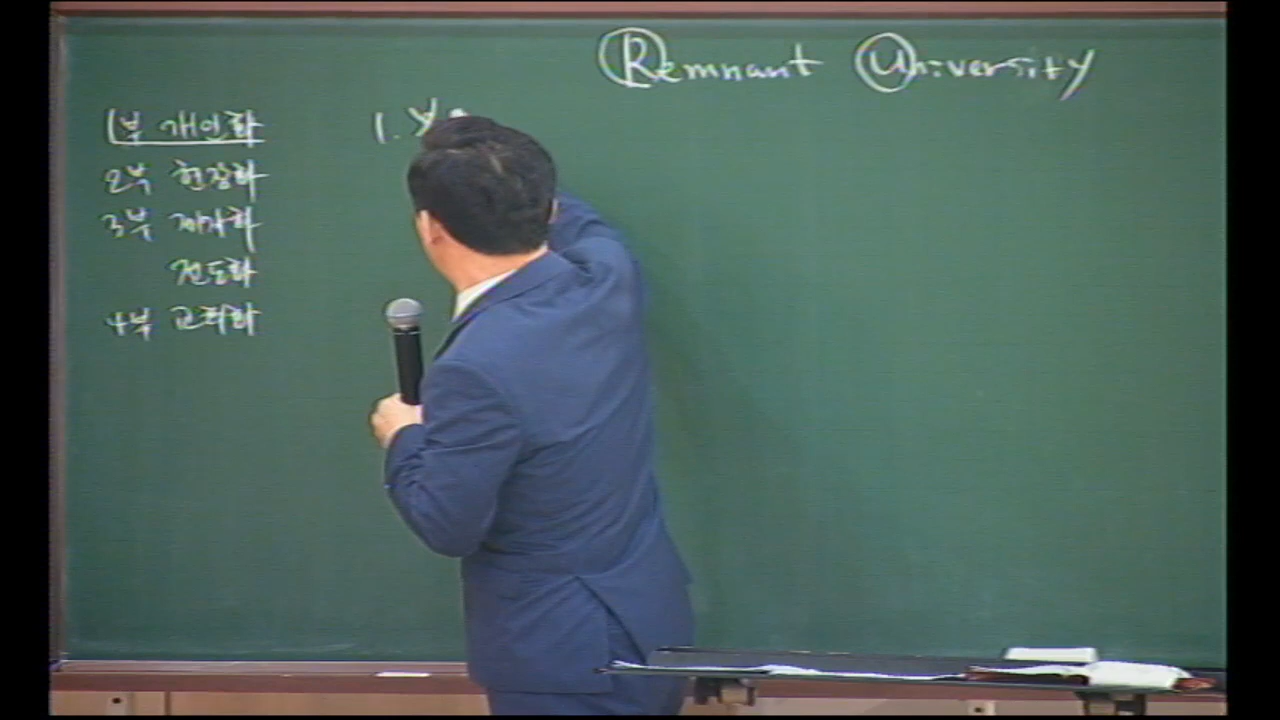 Remnant University
1부 개인화
2부 현장화
3부 제자화
전도화
4부 교회화
1.